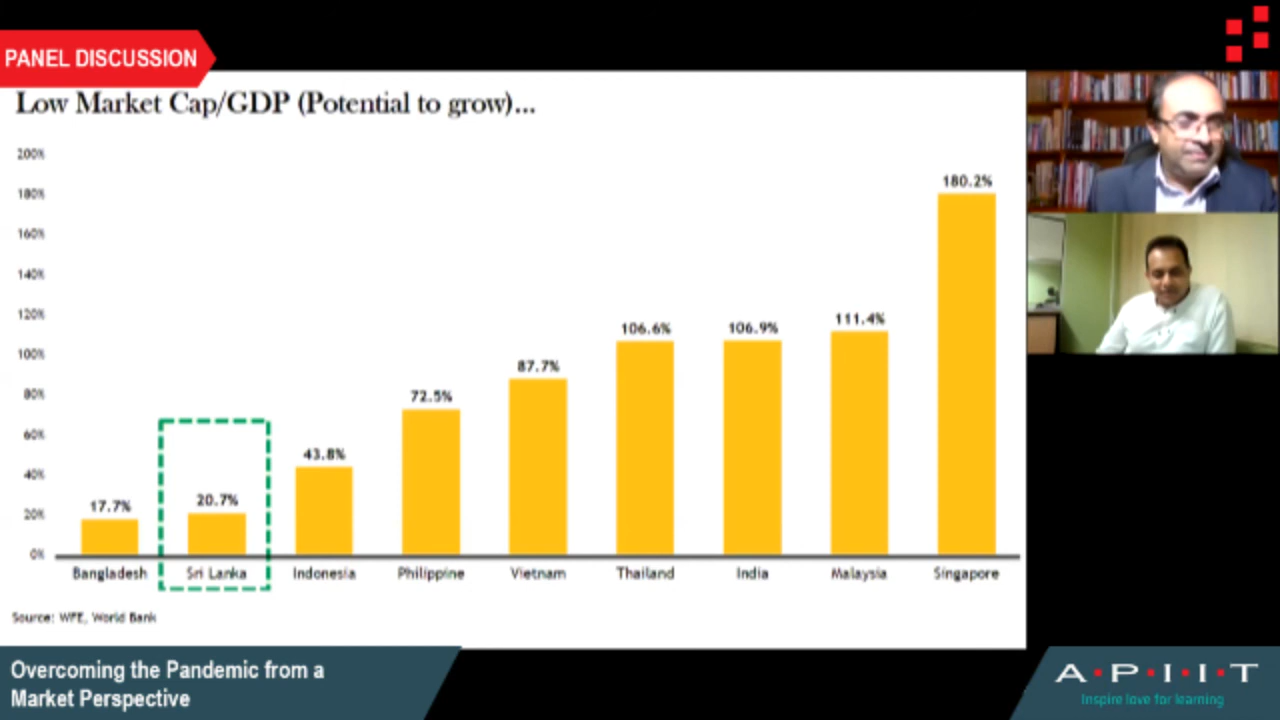 PANEL DISCUSSION
Low Market Cap/GDP (Potential to grow)...
200%
180%
160%
140%
120%
100%
80%
60%
40%
20%
0%
17.7%
20.7%
43.8%
72.5%
87.7%
106.6%
106.9%
111.4%
180.2%
Bangladesh
Sri Lanka
Indonesia
Philippine
Vietnam
Thailand
India
Malaysia
Singapore
Source: WFE, World Bank
Overcoming the Pandemic from a
Market Perspective
A·P·I·I·T
Inspire love for learning